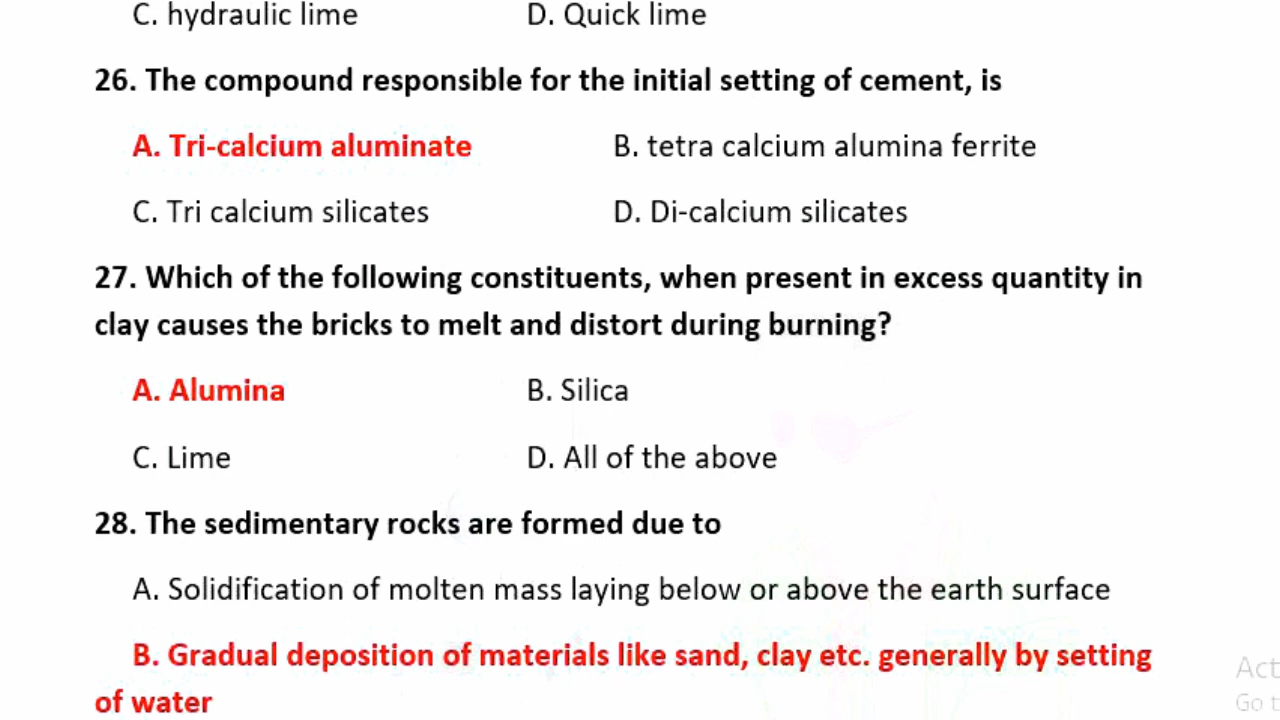 C. hydraulic lime D. Quick lime
26. The compound responsible for the initial setting of cement, is
A. Tri-calcium aluminate B. tetra calcium alumina ferrite
C. Tri calcium silicates D. Di-calcium silicates
27. Which of the following constituents, when present in excess quantity in
clay causes the bricks to melt and distort during burning?
A. Alumina B. Silica
C. Lime D. All of the above
28. The sedimentary rocks are formed due to
A. Solidification of molten mass laying below or above the earth surface
B. Gradual deposition of materials like sand, clay etc. generally by setting
of water
Act
Go t